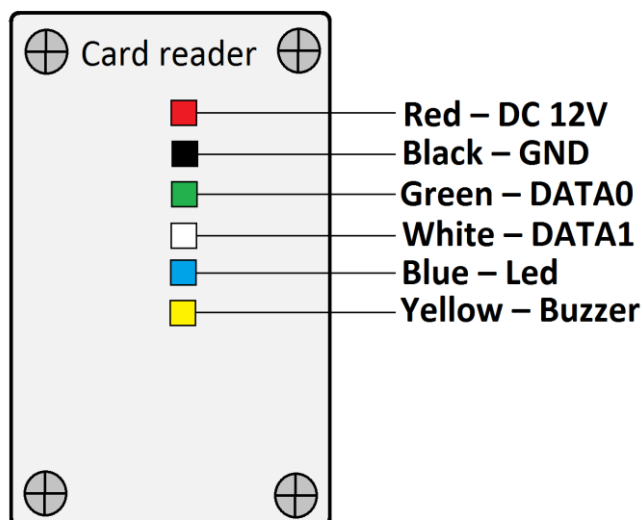 Card reader
Red – DC 12V
Black – GND
Green – DATA0
White – DATA1
Blue – Led
Yellow – Buzzer